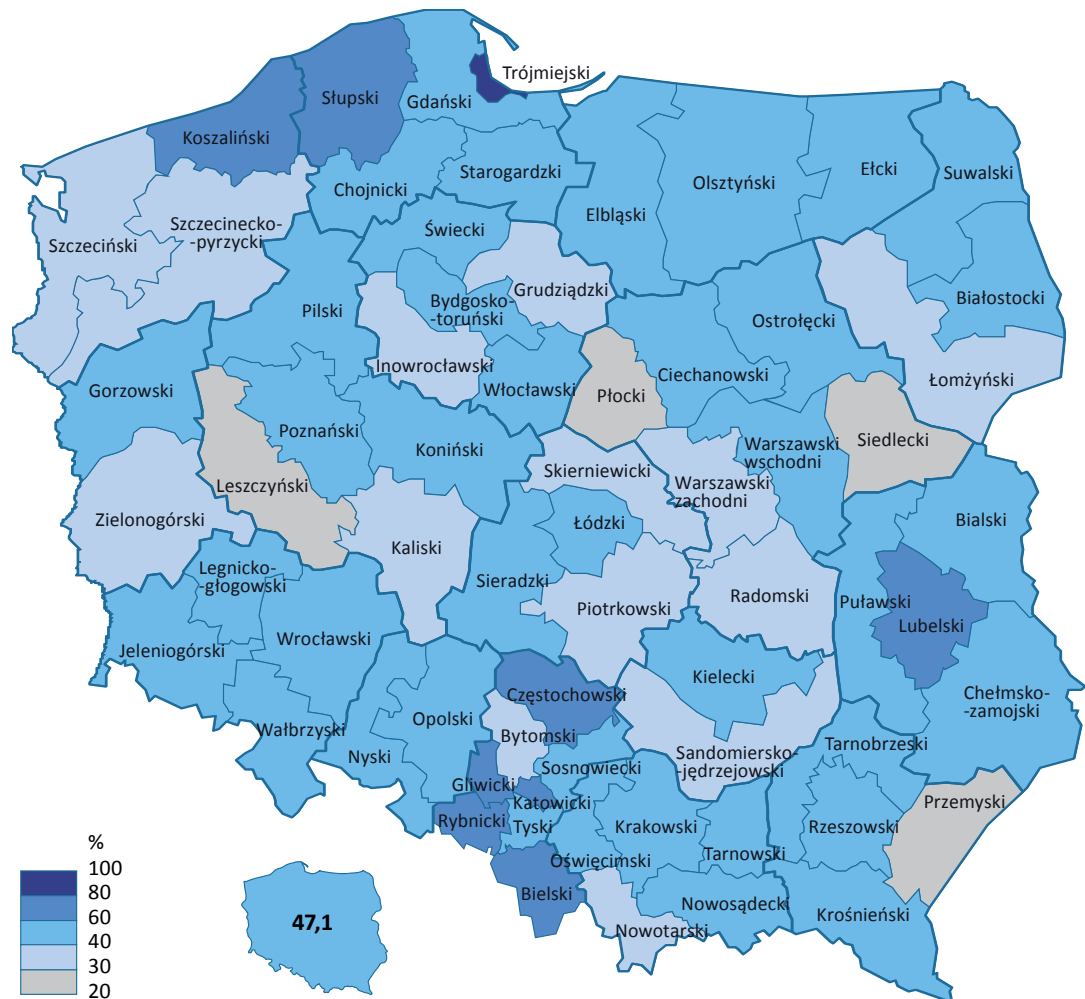 Trójmiejski
Słupski
Gdański
Koszaliński
Starogardzki
Ełcki
Suwalski
Olsztyński
Chojnicki
Elbląski
Szczecinecko-
-pyrzycki
Świecki
Szczeciński
Grudziądzki
Białostocki
Bydgosko-
-toruński
Pilski
Ostrołęcki
Inowrocławski
Ciechanowski
Łomżyński
Gorzowski
Włocławski
Płocki
Siedlecki
Poznański
Koniński
Warszawski
wschodni
Skierniewicki
Warszawski
zachodni
Leszczyński
Zielonogórski
Łódzki
Bialski
Kaliski
Legnicko-
-głogowski
Sieradzki
Piotrkowski
Radomski
Puławski
Lubelski
Wrocławski
Jeleniogórski
Kielecki
Częstochowski
Chełmsko-
-zamojski
Opolski
Wałbrzyski
Bytomski
Tarnobrzeski
Nyski
Sandomiersko-
-jędrzejowski
Sosnowiecki
Gliwicki
Katowicki
Przemyski
Rybnicki
Tyski
Krakowski
Rzeszowski
Tarnowski
Oświęcimski
Bielski
Nowosądecki
Krośnieński
Nowotarski
%
100
80
60
40
30
20
47,1